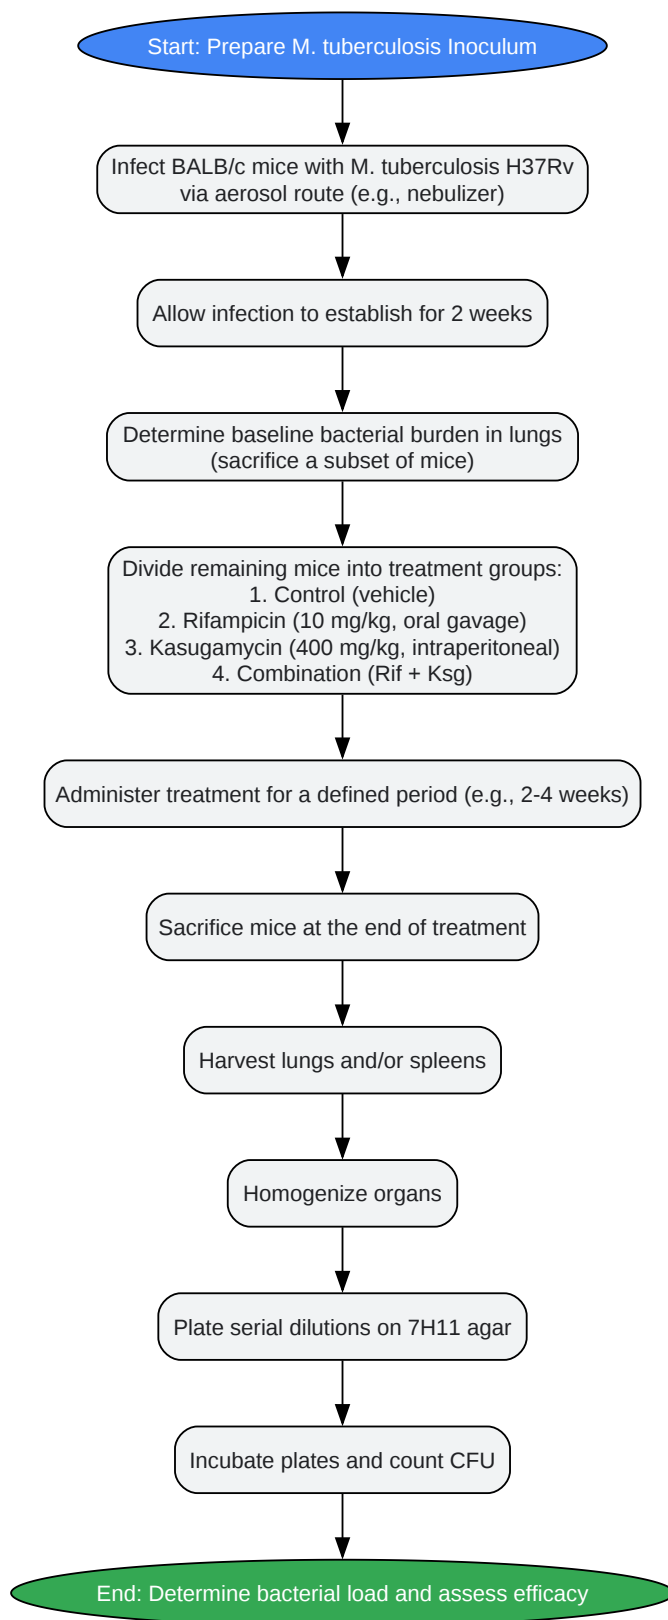 Start: Prepare M. tuberculosis Inoculum
Infect BALB/c mice with M. tuberculosis H37Rv
via aerosol route (e.g., nebulizer)
Allow infection to establish for 2 weeks
Determine baseline bacterial burden in lungs
(sacrifice a subset of mice)
Divide remaining mice into treatment groups:
1. Control (vehicle)
2. Rifampicin (10 mg/kg, oral gavage)
3. Kasugamycin (400 mg/kg, intraperitoneal)
4. Combination (Rif + Ksg)
Administer treatment for a defined period (e.g., 2-4 weeks)
Sacrifice mice at the end of treatment
Harvest lungs and/or spleens
Homogenize organs
Plate serial dilutions on 7H11 agar
Incubate plates and count CFU
End: Determine bacterial load and assess efficacy